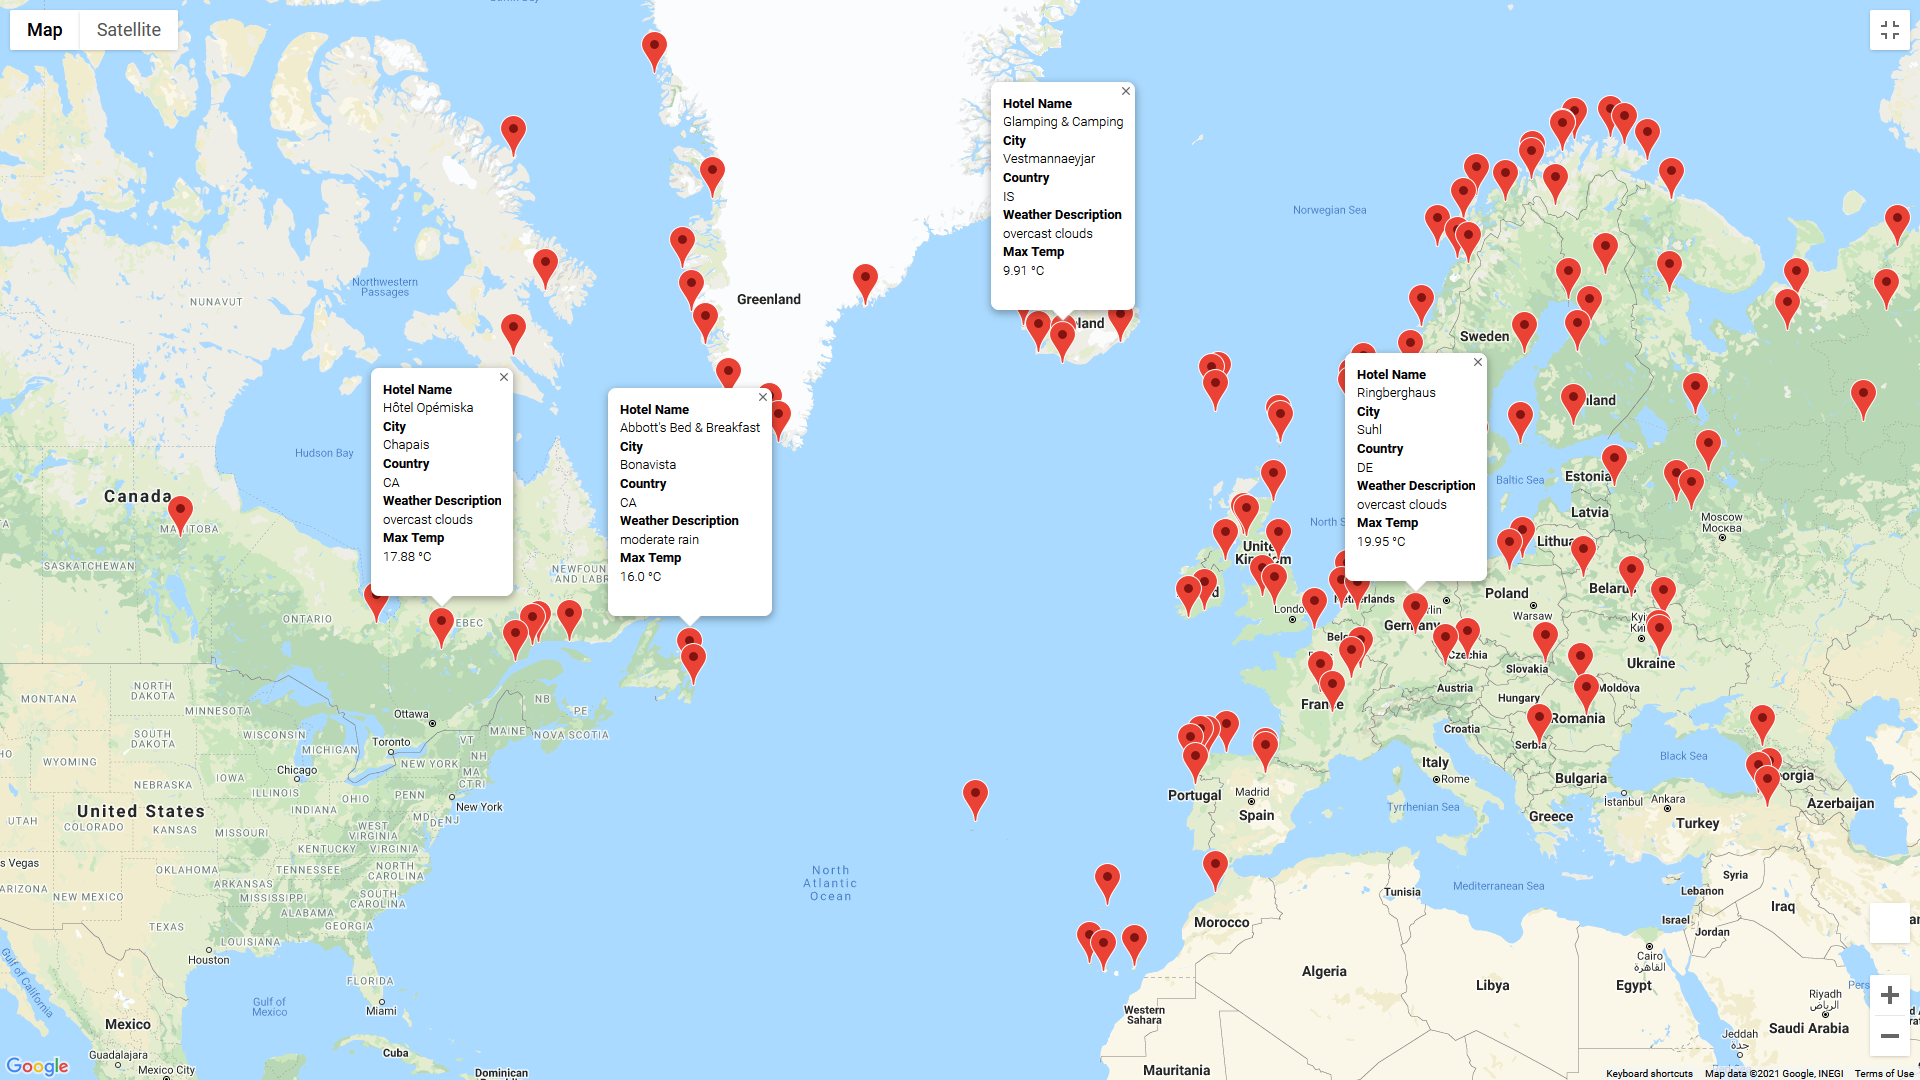 Map
Satellite
Hotel Name
Glamping & Camping
City
Vestmannaeyjar
Country
IS
Weather Description
overcast clouds
Max Temp
9.91 °C
Norwegian Sea
Northwestern
Passages
NUNAVUT
Greenland
land
Sweden
Hotel Name
Hôtel Opémiska
City
Chapais
Country
CA
Weather Description
overcast clouds
Max Temp
17.88 °C
Hotel Name
Abbott's Bed & Breakfast
City
Bonavista
Country
CA
Weather Description
moderate rain
Max Temp
16.0 °C
Hotel Name
Ringberghaus
City
Suhl
Country
DE
Weather Description
overcast clouds
Max Temp
19.95 °C
nland
Hudson Bay
Estonia
Baltic Sea
Canada
MANITOBA
Latvia
Moscow
Москва
North S
Lithua
United
Kingdom
SASKATCHEWAN
NEWFOUN
AND LABR
Netherlands
Belarus
Poland
Warsaw
London
lin
ONTARIO
EBEC
Germany
Belg
Czechia
Ukraine
Slovakia
Austria
Moldova
Hungary
France
Romania
Croatia
Serbia
MONTANA
NORTH
DAKOTA
MINNESOTA
Ottawa
NB
PE
MAINE
NOVA SCOTIA
WISCONSIN
SOUTH
DAKOTA
MICHIGAN
Toronto
VT
NH
NEW YORK
MA
CT
RI
WYOMING
Chicago
IOWA
NEBRASKA
ILLINOIS
INDIANA
OHIO
PENN
New York
MD
DE
NJ
United States
UTAH
COLORADO
KANSAS
MISSOURI
WEST
VIRGINIA
KENTUCKY
VIRGINIA
s Vegas
OKLAHOMA
TENNESSEE
NORTH
CAROLINA
ARIZONA
NEW MEXICO
ARKANSAS
MISSISSIPPI
SOUTH
CAROLINA
ALABAMA
GEORGIA
TEXAS
LOUISIANA
Houston
FLORIDA
Gulf of
Mexico
Miami
Gulf of California
Mexico
Guadalajara
Mexico City
Cuba
Dominican
North
Atlantic
Ocean
Portugal
Madrid
Spain
Italy
Rome
Tyrrhenian Sea
Bulgaria
Black Sea
orgia
İstanbul
Ankara
Azerbaijan
Greece
Turkey
Mediterranean Sea
Tunisia
Syria
Lebanon
Iraq
Israel
Jordan
Morocco
Algeria
Libya
Cairo
القاهرة
Egypt
Riyadh
الرياض
Pers
Western
Sahara
Jeddah
جدة
Saudi Arabia
Mauritania
Google
Keyboard shortcuts
Map data ©2021 Google, INEGI
Terms of Use